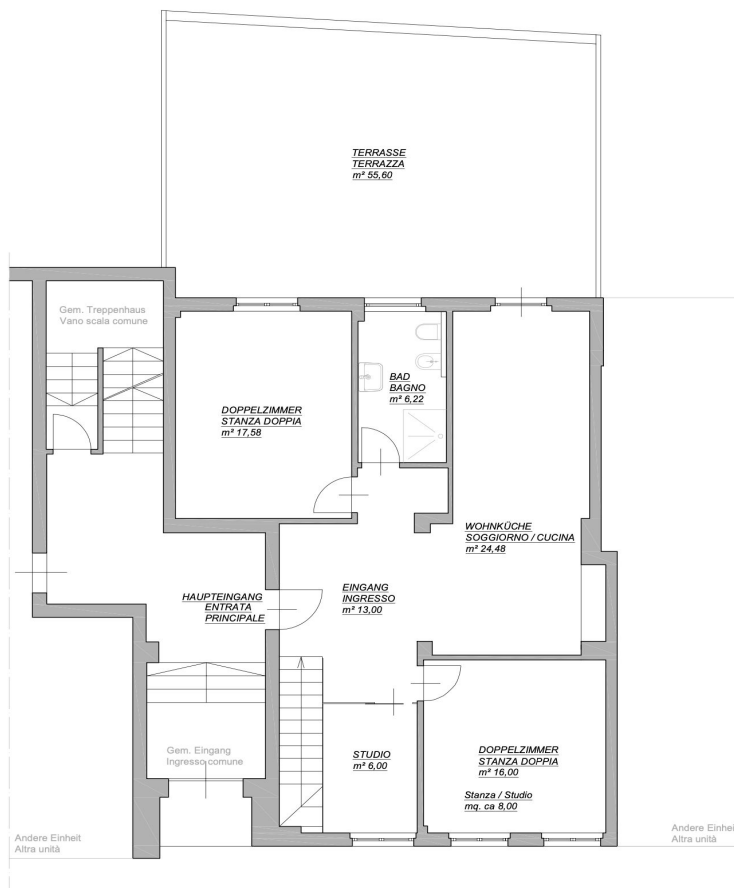 TERRASSE
TERRAZZA
m² 55,60
Gem. Treppenhaus
Vano scala comune
BAD
BAGNO
m² 6,22
DOPPELZIMMER
STANZA DOPPIA
m² 17,58
WOHNKÜCHE
SOGGIORNO / CUCINA
m² 24,48
HAUPTEINGANG
ENTRATA
PRINCIPALE
EINGANG
INGRESSO
m² 13,00
Gem. Eingang
Ingresso comune
STUDIO
m² 6,00
DOPPELZIMMER
STANZA DOPPIA
m² 16,00
Stanza / Studio
mq. ca 8,00
Andere Einheit
Altra unità
Andere Einheit
Altra unità